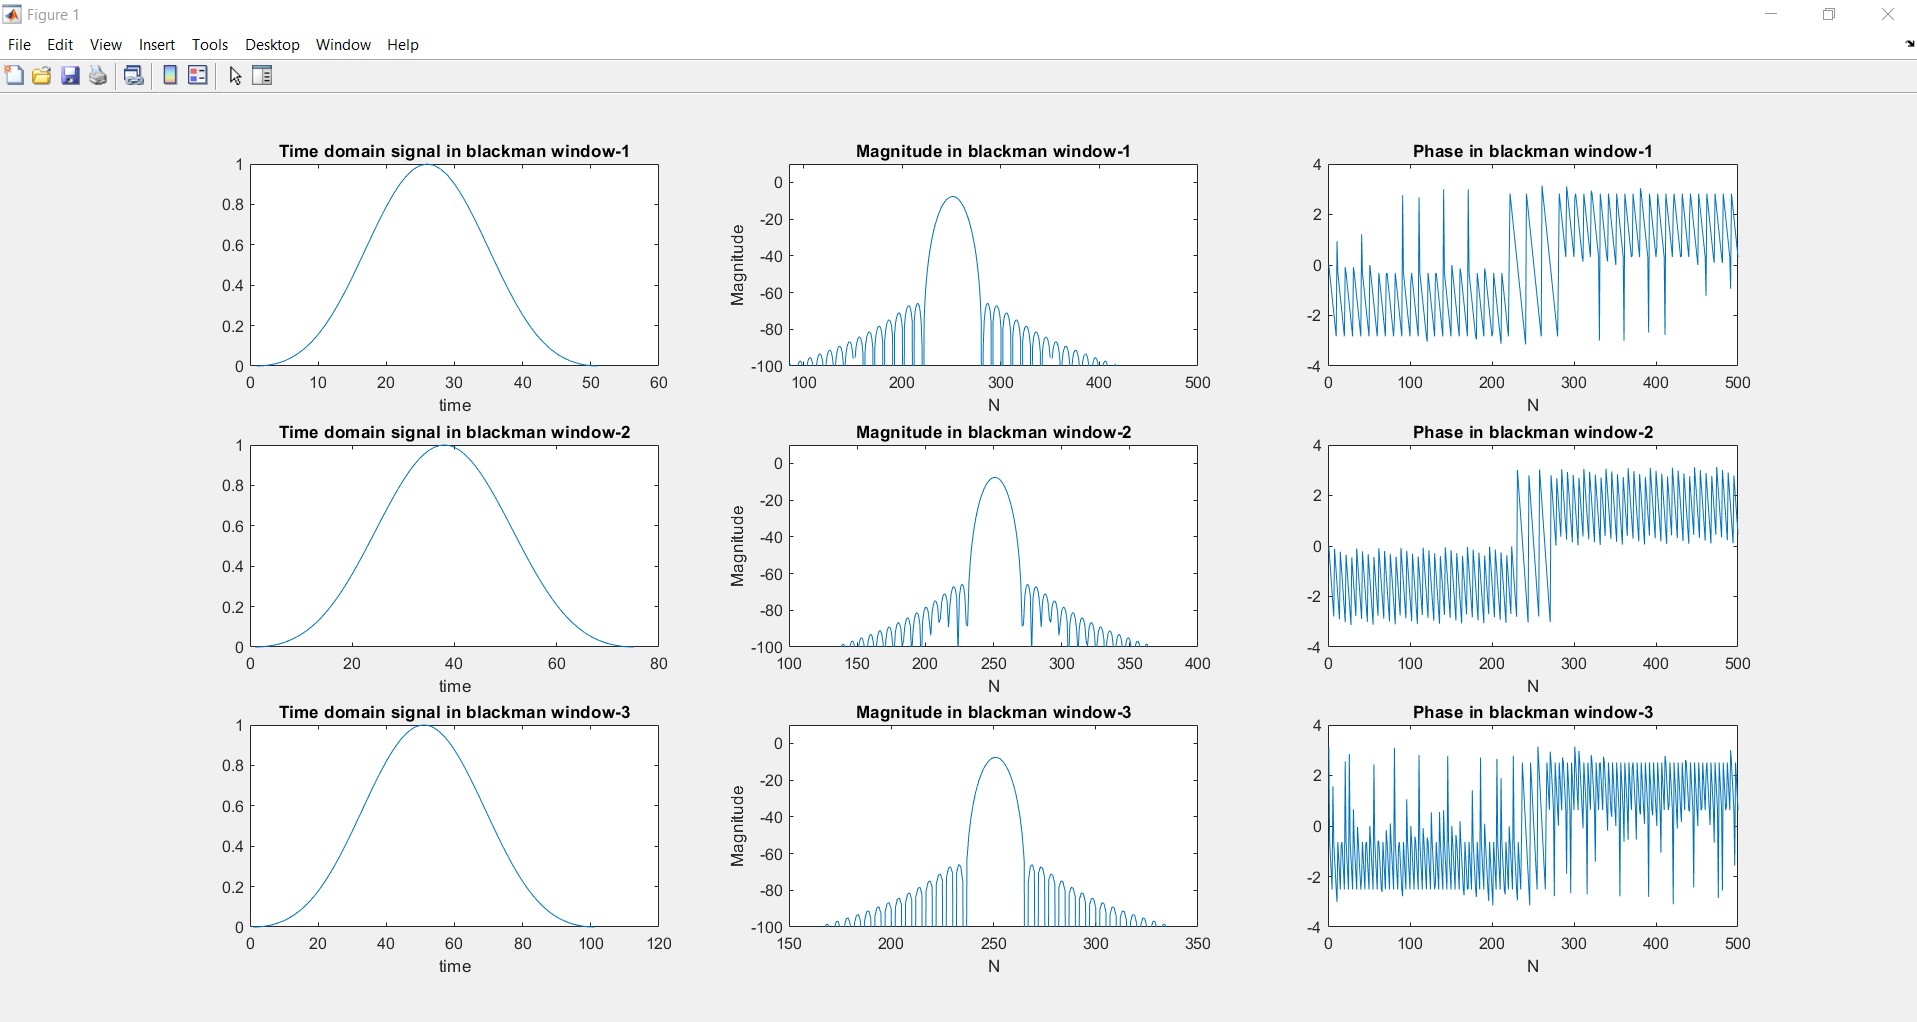 Figure 1
File Edit View Insert Tools Desktop Window Help
Time domain signal in blackman window-1
1
0.8
0.6
0.4
0.2
0
0 10 20 30 40 50 60
time
Magnitude in blackman window-1
Magnitude
0
-20
-40
-60
-80
-100
100 200 300 400 500
N
Phase in blackman window-1
4
2
0
-2
-4
0 100 200 300 400 500
N
Time domain signal in blackman window-2
1
0.8
0.6
0.4
0.2
0
0 20 40 60 80
time
Magnitude in blackman window-2
Magnitude
0
-20
-40
-60
-80
-100
100 150 200 250 300 350 400
N
Phase in blackman window-2
4
2
0
-2
-4
0 100 200 300 400 500
N
Time domain signal in blackman window-3
1
0.8
0.6
0.4
0.2
0
0 20 40 60 80 100 120
time
Magnitude in blackman window-3
Magnitude
0
-20
-40
-60
-80
-100
150 200 250 300 350
N
Phase in blackman window-3
4
2
0
-2
-4
0 100 200 300 400 500
N